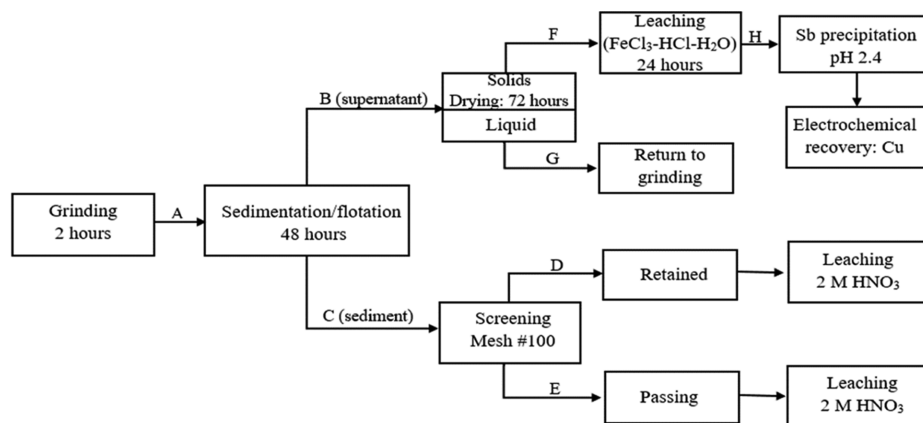 Grinding
2 hours
A
Sedimentation/flotation
48 hours
B (supernatant)
Solids
Drying: 72 hours
Liquid
F
Leaching
(FeCl₃-HCl-H₂O)
24 hours
H
Sb precipitation
pH 2.4
Electrochemical
recovery: Cu
G
Return to
grinding
C (sediment)
Screening
Mesh #100
D
Retained
Leaching
2 M HNO₃
E
Passing
Leaching
2 M HNO₃